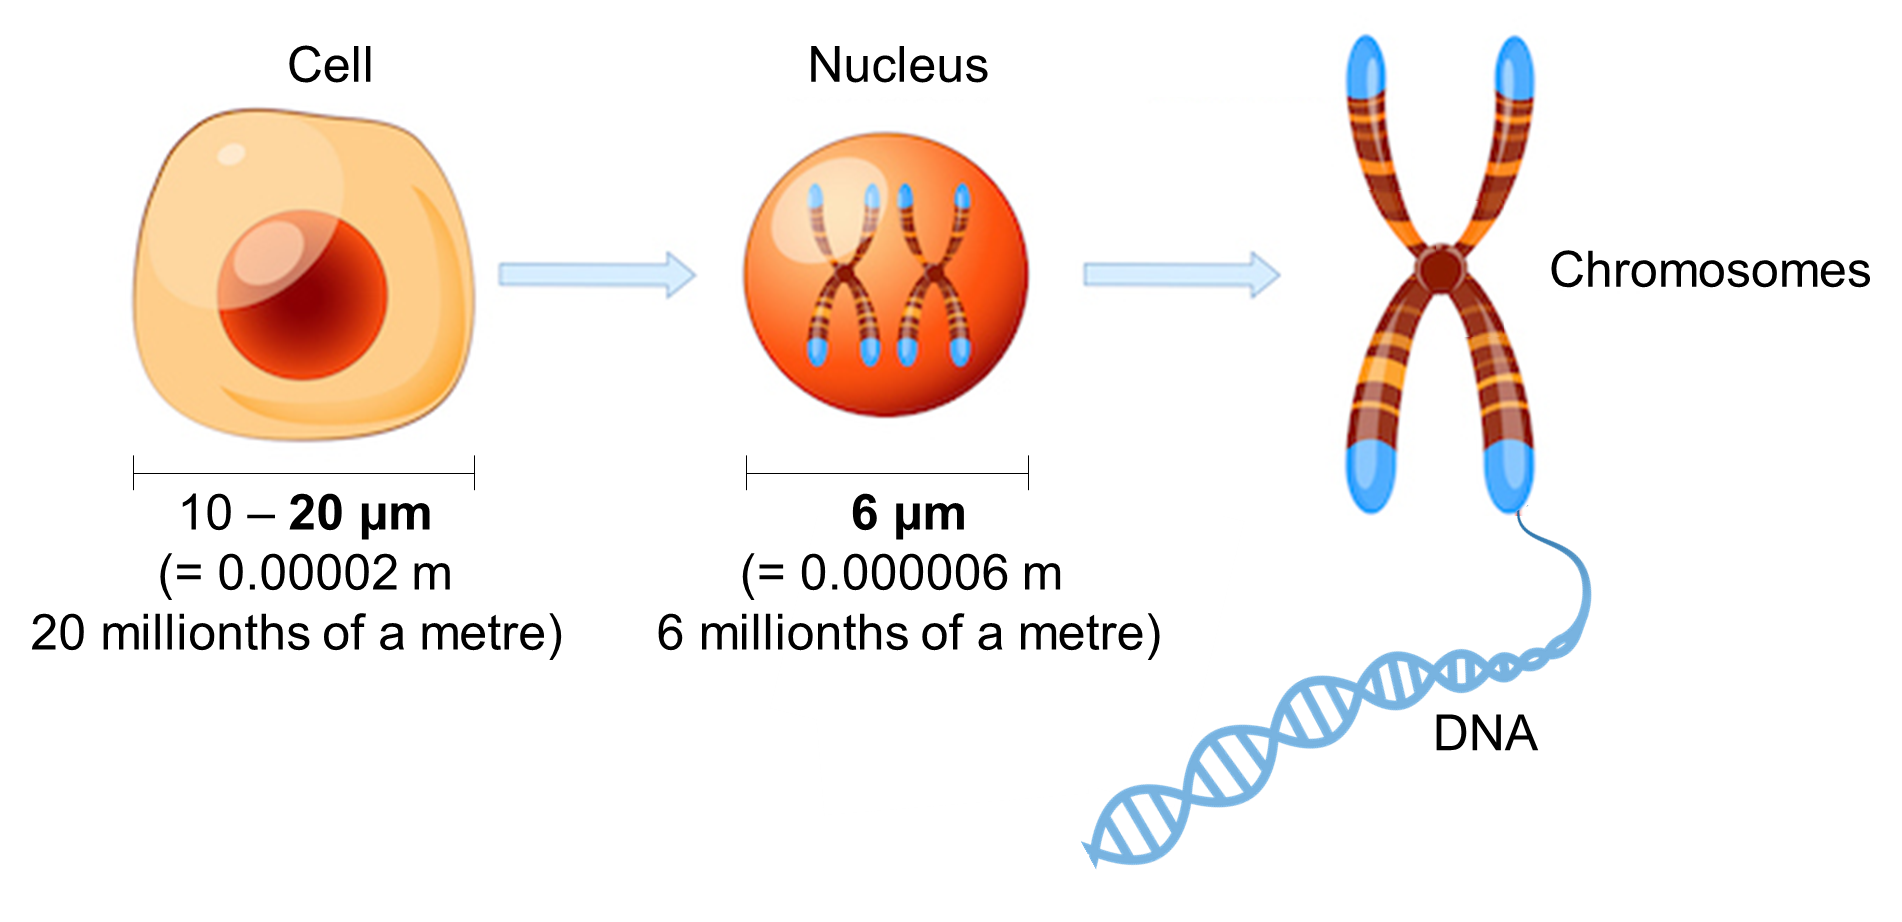 Cell
10 – 20 µm
(= 0.00002 m
20 millionths of a metre)
Nucleus
6 µm
(= 0.000006 m
6 millionths of a metre)
Chromosomes
DNA